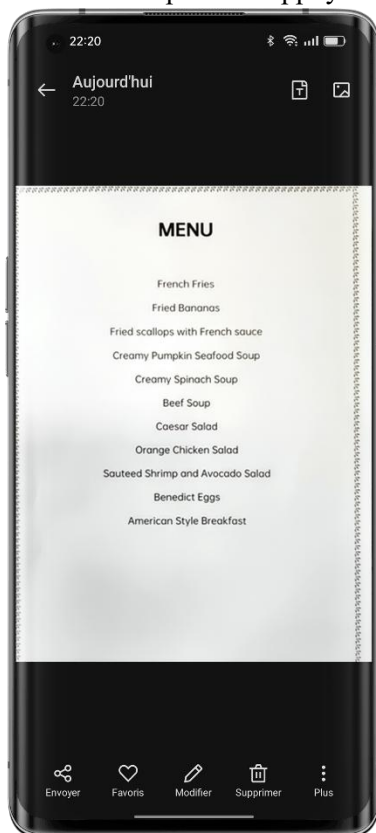 22:20
Aujourd'hui
22:20
MENU
French Fries
Fried Bananas
Fried scallops with French sauce
Creamy Pumpkin Seafood Soup
Creamy Spinach Soup
Beef Soup
Caesar Salad
Orange Chicken Salad
Sauteed Shrimp and Avocado Salad
Benedict Eggs
American Style Breakfast
Envoyer Favoris Modifier Supprimer Plus